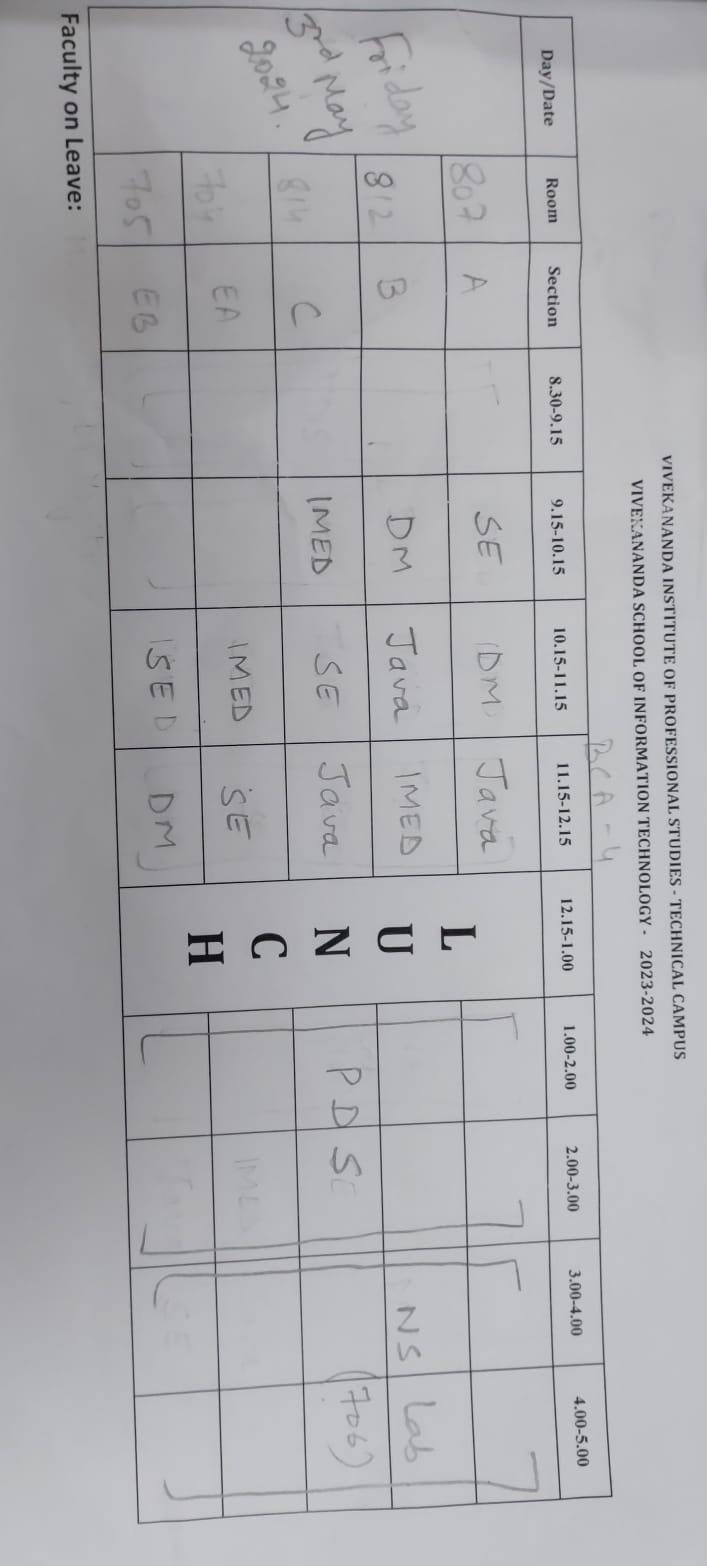 VIVEKANANDA INSTITUTE OF PROFESSIONAL STUDIES - TECHNICAL CAMPUS
VIVEKANANDA SCHOOL OF INFORMATION TECHNOLOGY - 2023-2024
BCA-4
Day/Date Room Section 8.30-9.15 9.15-10.15 10.15-11.15 11.15-12.15 12.15-1.00 1.00-2.00 2.00-3.00 3.00-4.00 4.00-5.00
Friday 3rd May 2024.
807 A SE DM Java
812 B DM Java IMED NS Lab
814 C IMED SE Java PDS (706)
704 EA IMED SE
705 EB SE DM
LUNCH
Faculty on Leave: